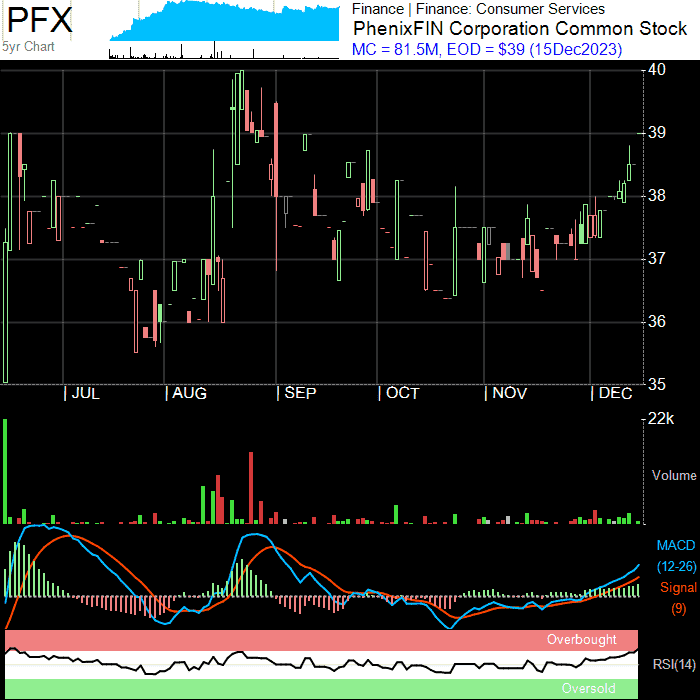 PFX
5yr Chart
Finance | Finance: Consumer Services
PhenixFIN Corporation Common Stock
MC = 81.5M, EOD = $39 (15Dec2023)
40
39
38
37
36
35
| JUL
| AUG
| SEP
| OCT
| NOV
| DEC
22k
Volume
MACD
(12-26)
Signal
(9)
Overbought
RSI(14)
Oversold